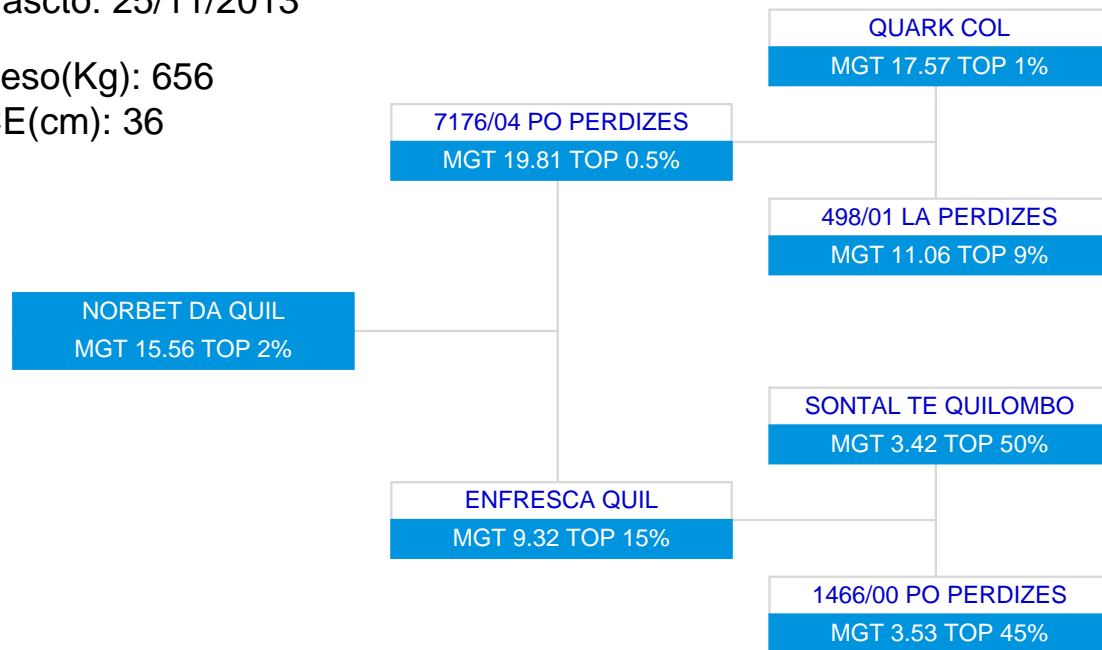 25/11/2013
656
36
QUARK COL
MGT 17.57 TOP 1%
7176/04 PO PERDIZES
MGT 19.81 TOP 0.5%
498/01 LA PERDIZES
MGT 11.06 TOP 9%
NORBET DA QUIL
MGT 15.56 TOP 2%
SONTAL TE QUILOMBO
MGT 3.42 TOP 50%
ENFRESCA QUIL
MGT 9.32 TOP 15%
1466/00 PO PERDIZES
MGT 3.53 TOP 45%